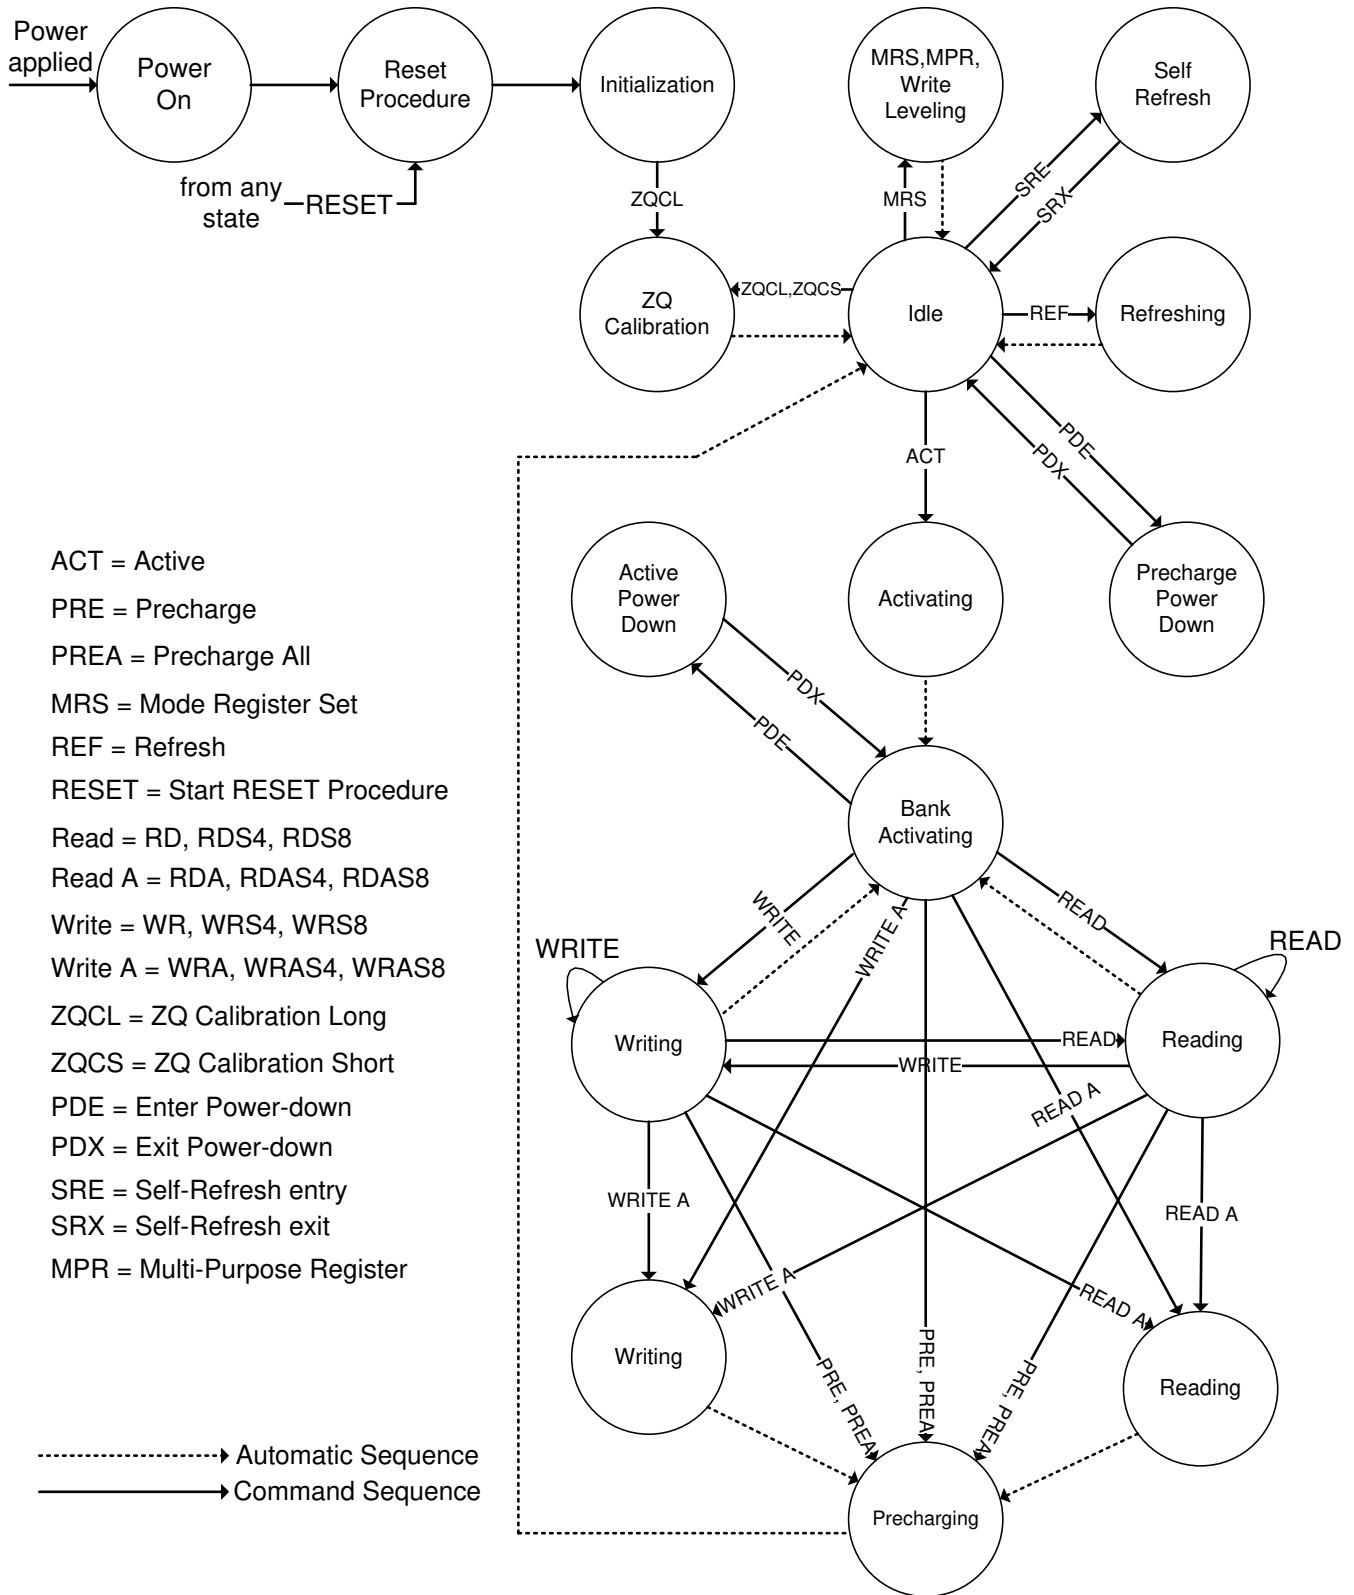 Power
applied
Power
On
Reset
Procedure
Initialization
MRS,MPR,
Write
Leveling
Self
Refresh
from any
state
RESET
ZQCL
MRS
SRE
SRX
ZQ
Calibration
ZQCL,ZQCS
Idle
REF
Refreshing
ACT
PDE
PDX
Active
Power
Down
Activating
Precharge
Power
Down
PDX
PDE
Bank
Activating
WRITE
WRITE A
READ
WRITE
READ
Writing
READ
WRITE
Reading
READ A
WRITE A
READ A
WRITE A
READ A
Writing
PRE, PREA
PRE, PREA
PRE, PREA
Reading
Precharging
ACT = Active
PRE = Precharge
PREA = Precharge All
MRS = Mode Register Set
REF = Refresh
RESET = Start RESET Procedure
Read = RD, RDS4, RDS8
Read A = RDA, RDAS4, RDAS8
Write = WR, WRS4, WRS8
Write A = WRA, WRAS4, WRAS8
ZQCL = ZQ Calibration Long
ZQCS = ZQ Calibration Short
PDE = Enter Power-down
PDX = Exit Power-down
SRE = Self-Refresh entry
SRX = Self-Refresh exit
MPR = Multi-Purpose Register
Automatic Sequence
Command Sequence